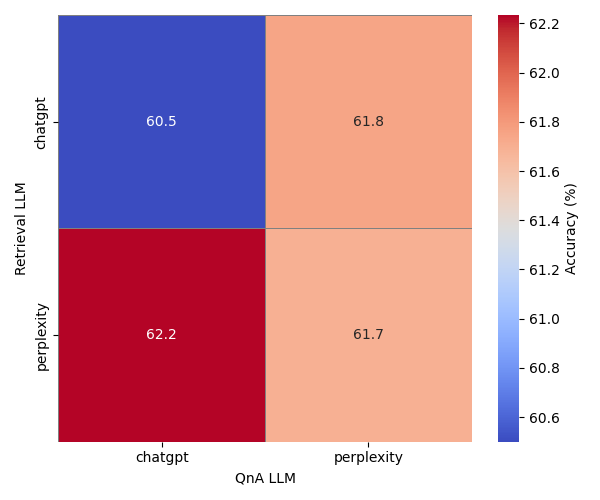 62.2
62.0
61.8
61.6
61.4
61.2
61.0
60.8
60.6
Accuracy (%)
Retrieval LLM
chatgpt
perplexity
60.5
61.8
62.2
61.7
chatgpt
perplexity
QnA LLM